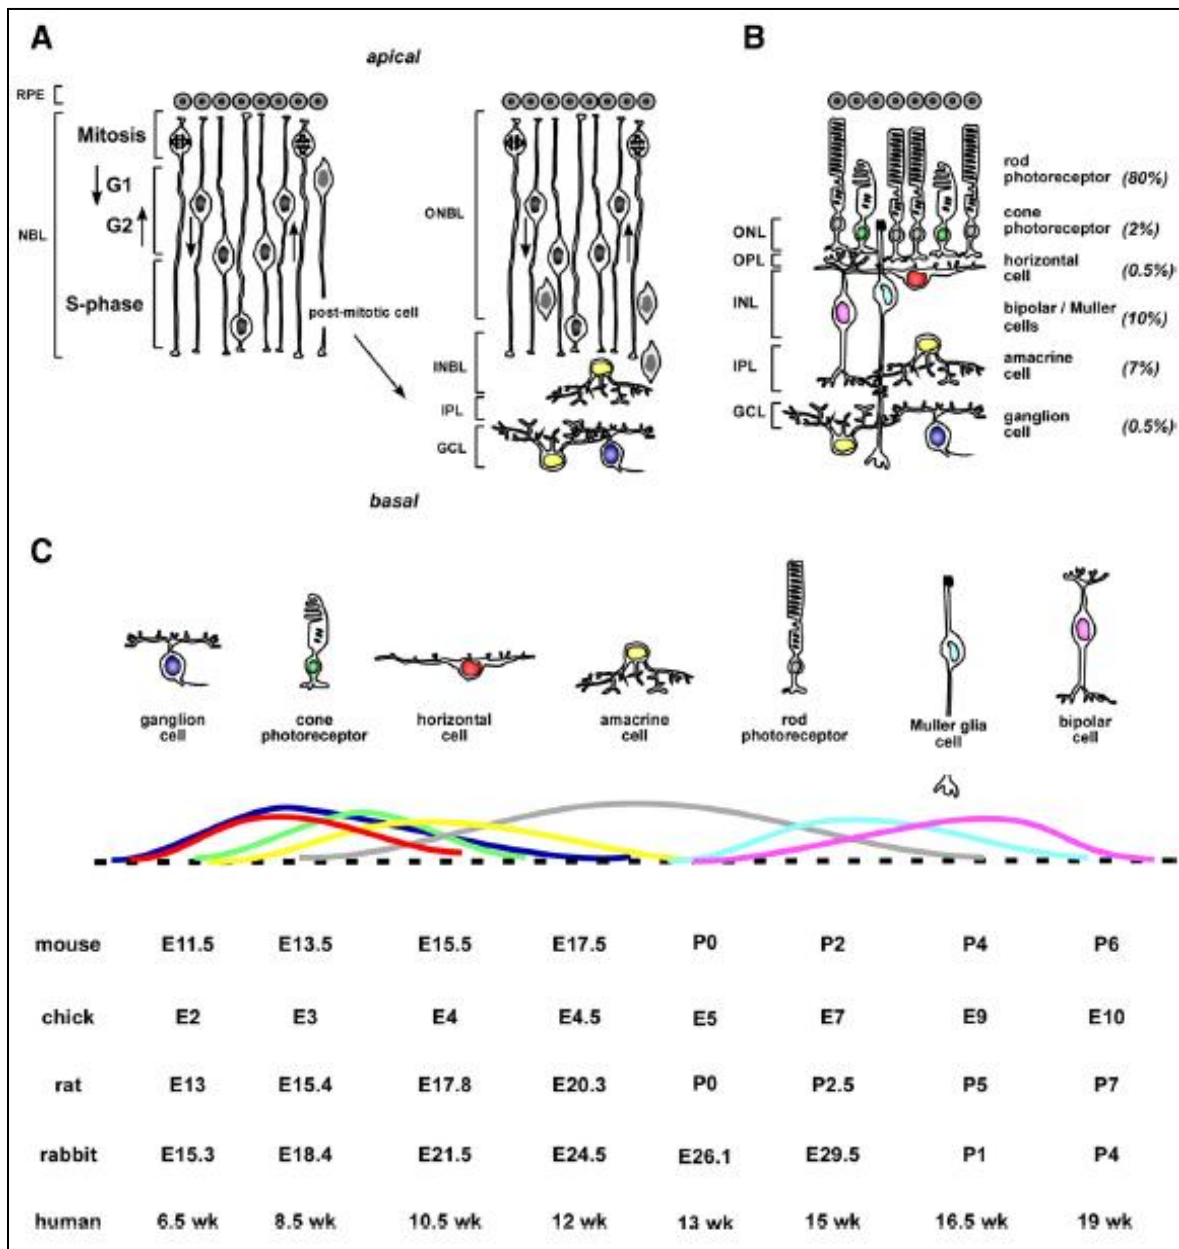 A
apical
RPE
NBL
Mitosis
G1
G2
S-phase
post-mitotic cell
ONBL
INBL
IPL
GCL
basal
B
ONL
OPL
INL
IPL
GCL
rod
photoreceptor (80%)
cone
photoreceptor (2%)
horizontal
cell (0.5%)
bipolar / Muller
cells (10%)
amacrine
cell (7%)
ganglion
cell (0.5%)
C
ganglion
cell
cone
photoreceptor
horizontal
cell
amacrine
cell
rod
photoreceptor
Muller glia
cell
bipolar
cell
mouse E11.5 E13.5 E15.5 E17.5 P0 P2 P4 P6
chick E2 E3 E4 E4.5 E5 E7 E9 E10
rat E13 E15.4 E17.8 E20.3 P0 P2.5 P5 P7
rabbit E15.3 E18.4 E21.5 E24.5 E26.1 E29.5 P1 P4
human 6.5 wk 8.5 wk 10.5 wk 12 wk 13 wk 15 wk 16.5 wk 19 wk